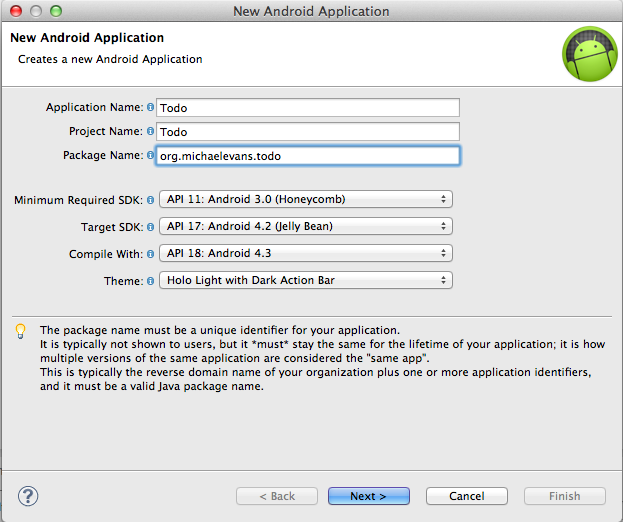 New Android Application
New Android Application
Creates a new Android Application
Application Name: Todo
Project Name: Todo
Package Name: org.michaelevans.todo
Minimum Required SDK: API 11: Android 3.0 (Honeycomb)
Target SDK: API 17: Android 4.2 (Jelly Bean)
Compile With: API 18: Android 4.3
Theme: Holo Light with Dark Action Bar
The package name must be a unique identifier for your application.
It is typically not shown to users, but it *must* stay the same for the lifetime of your application; it is how
multiple versions of the same application are considered the "same app".
This is typically the reverse domain name of your organization plus one or more application identifiers,
and it must be a valid Java package name.
? < Back Next > Cancel Finish